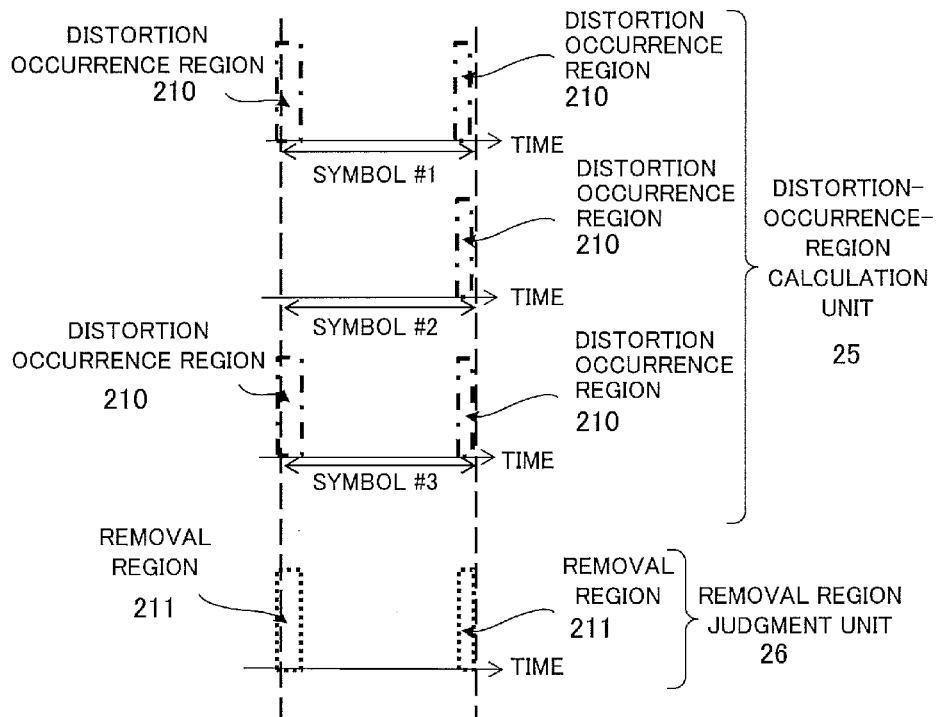 DISTORTION
OCCURRENCE REGION
210
DISTORTION
OCCURRENCE
REGION
210
TIME
SYMBOL #1
DISTORTION
OCCURRENCE
REGION
210
TIME
SYMBOL #2
DISTORTION
OCCURRENCE REGION
210
DISTORTION
OCCURRENCE
REGION
210
TIME
SYMBOL #3
DISTORTION-
OCCURRENCE-
REGION
CALCULATION
UNIT
25
REMOVAL
REGION
211
REMOVAL
REGION
211
TIME
REMOVAL REGION
JUDGMENT UNIT
26